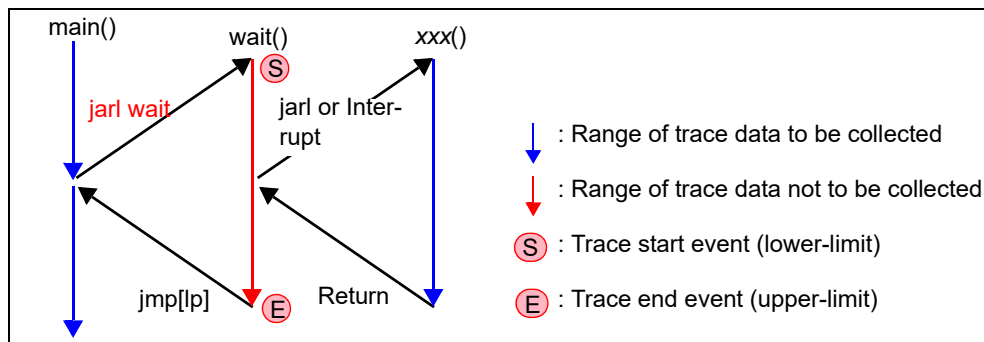 main()
wait()
xxx()
S
jarl wait
jarl or Inter-
rupt
: Range of trace data to be collected
: Range of trace data not to be collected
S : Trace start event (lower-limit)
jmp[lp]
E
Return
E : Trace end event (upper-limit)